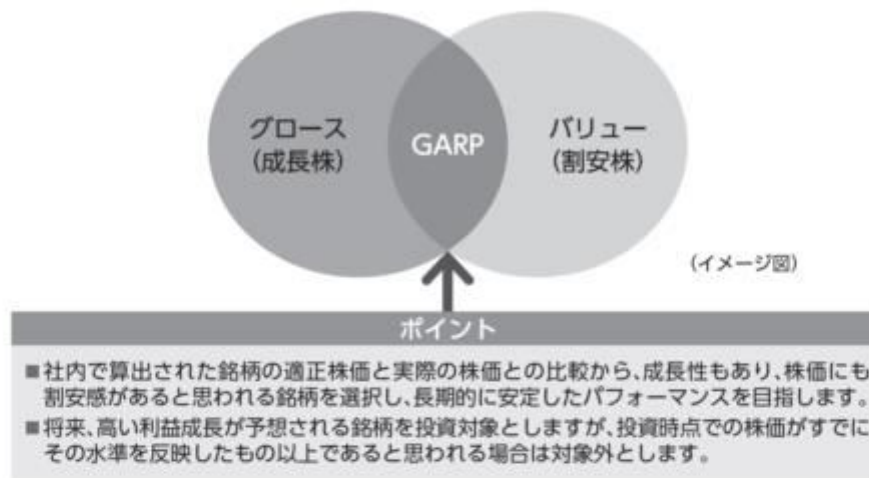 グロース
(成長株)
GARP
バリュー
(割安株)
(イメージ図)
ポイント
■社内で算出された銘柄の適正株価と実際の株価との比較から、成長性もあり、株価にも
割安感があると思われる銘柄を選択し、長期的に安定したパフォーマンスを目指します。
■将来、高い利益成長が予想される銘柄を投資対象としますが、投資時点での株価がすでに
その水準を反映したもの以上であると思われる場合は対象外とします。